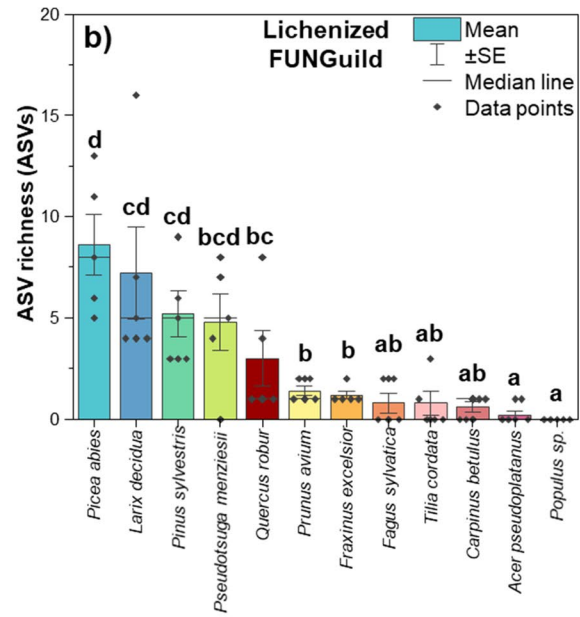 b)
Lichenized
FUNGuild
Mean
±SE
Median line
Data points
ASV richness (ASVs)
20
15
10
5
0
d
cd
cd
bcd
bc
b
b
ab
ab
ab
a
a
Picea abies
Larix decidua
Pinus sylvestris
Pseudotsuga menziesii
Quercus robur
Prunus avium
Fraxinus excelsior
Fagus sylvatica
Tilia cordata
Carpinus betulus
Acer pseudoplatanus
Populus sp.